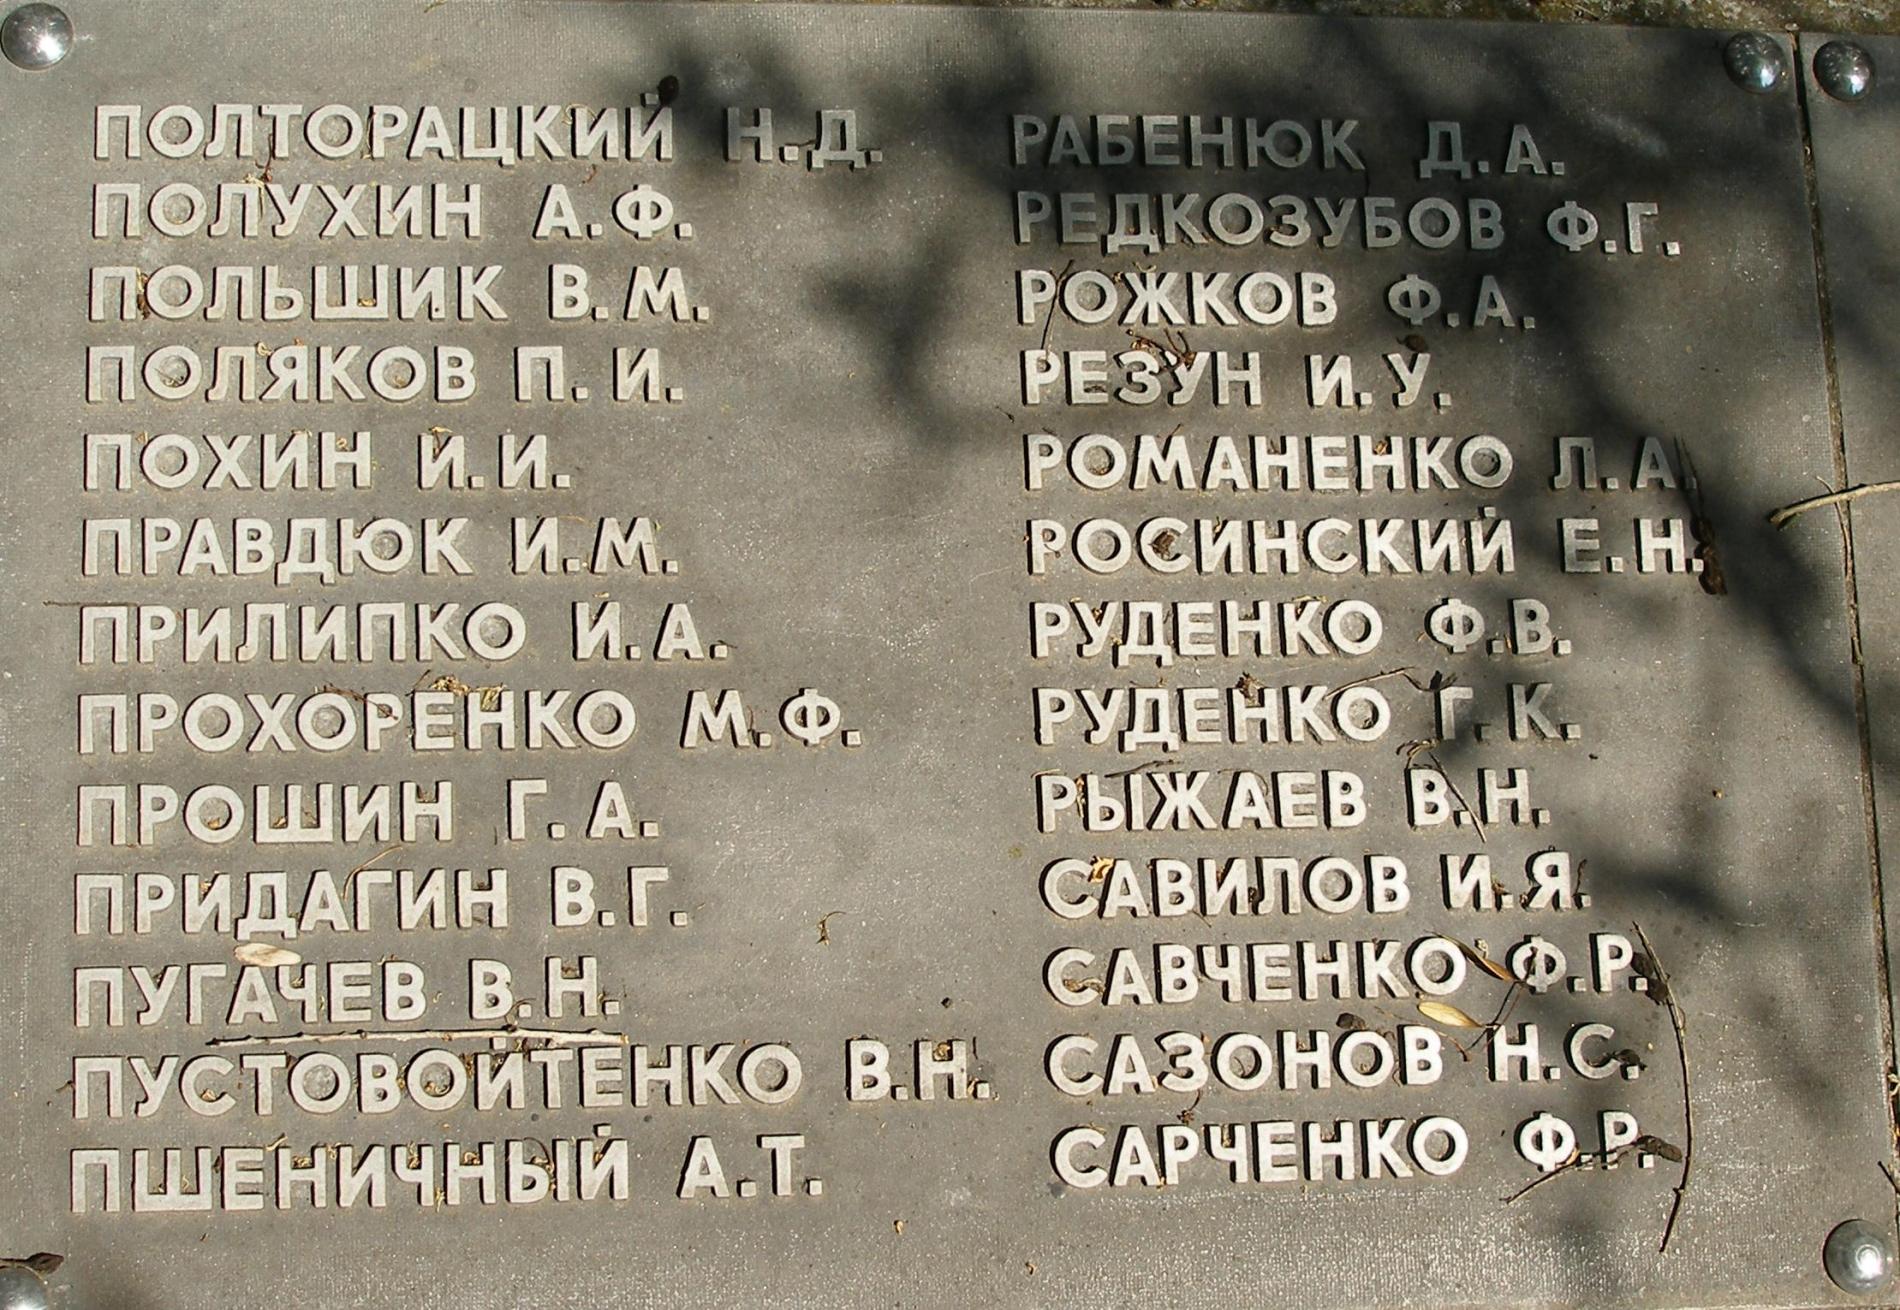 ПОЛТОРАЦКИЙ Н.Д.
ПОЛУХИН А.Ф.
ПОЛЬШИК В.М.
ПОЛЯКОВ П.И.
ПОХИН И.И.
ПРАВДЮК И.М.
ПРИЛИПКО И.А.
ПРОХОРЕНКО М.Ф.
ПРОШИН Г.А.
ПРИДАГИН В.Г.
ПУГАЧЕВ В.Н.
ПУСТОВОЙТЕНКО В.Н.
ПШЕНИЧНЫЙ А.Т.
РАБЕНЮК Д.А.
РЕДКОЗУБОВ Ф.Г.
РОЖКОВ Ф.А.
РЕЗУН И.У.
РОМАНЕНКО Л.А.
РОСИНСКИЙ Е.Н.
РУДЕНКО Ф.В.
РУДЕНКО Г.К.
РЫЖАЕВ В.Н.
САВИЛОВ И.Я.
САВЧЕНКО Ф.Р.
САЗОНОВ Н.С.
САРЧЕНКО Ф.Р.